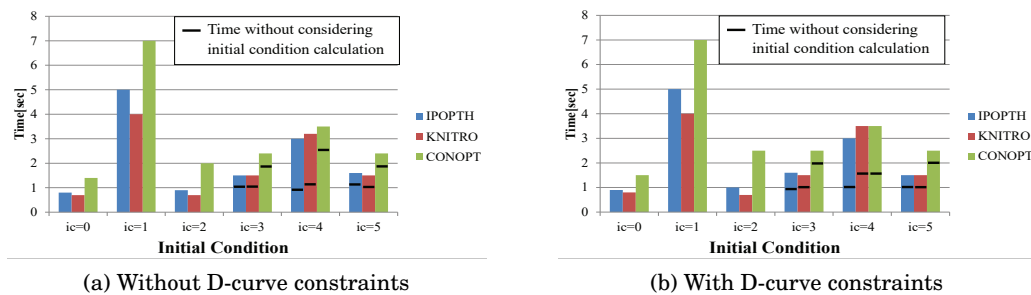 8
7
6
5
4
3
2
1
0
Time[sec]
Time without considering
initial condition calculation
IPOPTH
KNITRO
CONOPT
ic=0 ic=1 ic=2 ic=3 ic=4 ic=5
Initial Condition
(a) Without D-curve constraints
8
7
6
5
4
3
2
1
0
Time[sec]
Time without considering
initial condition calculation
IPOPTH
KNITRO
CONOPT
ic=0 ic=1 ic=2 ic=3 ic=4 ic=5
Initial Condition
(b) With D-curve constraints